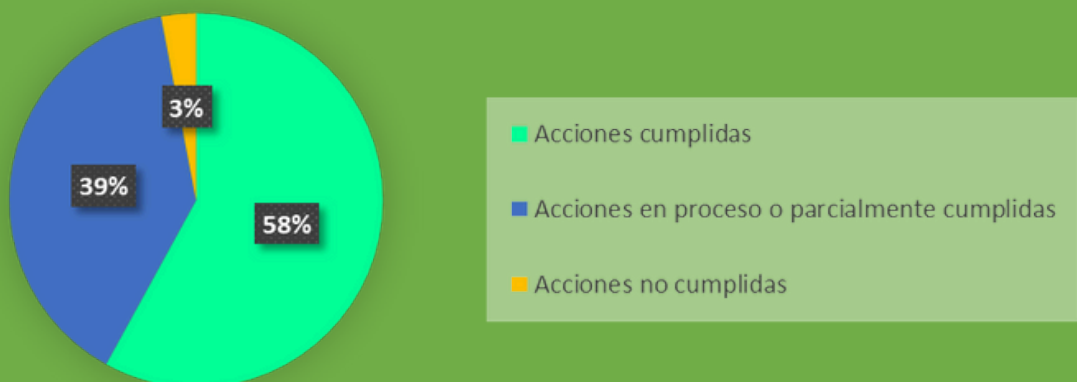 3%
39%
58%
Acciones cumplidas
Acciones en proceso o parcialmente cumplidas
Acciones no cumplidas